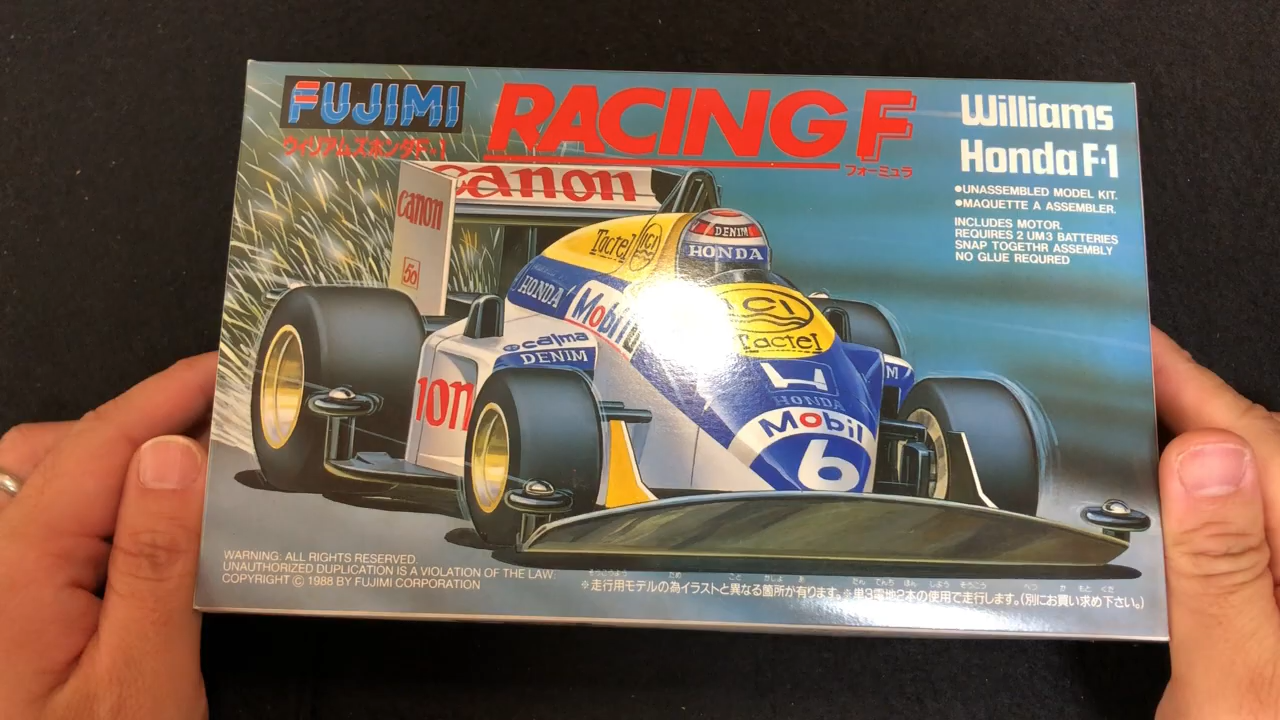 FUJIMI
RACING F
フォーミュラ
ウィリアムズホンダF-1
Williams
Honda F-1
●UNASSEMBLED MODEL KIT.
●MAQUETTE A ASSEMBLER.
INCLUDES MOTOR.
REQUIRES 2 UM3 BATTERIES
SNAP TOGETHR ASSEMBLY
NO GLUE REQURED
Canon
Canon
50
Tactel ICI
DENIM
HONDA
HONDA
Mobil
ecalma
DENIM
ICI
Tactel
HONDA
M
Mobil
6
WARNING: ALL RIGHTS RESERVED.
UNAUTHORIZED DUPLICATION IS A VIOLATION OF THE LAW.
COPYRIGHT © 1988 BY FUJIMI CORPORATION
※走行用モデルの為イラストと異なる箇所が有ります。※単3電池2本の使用で走行します。(別にお買い求め下さい。)